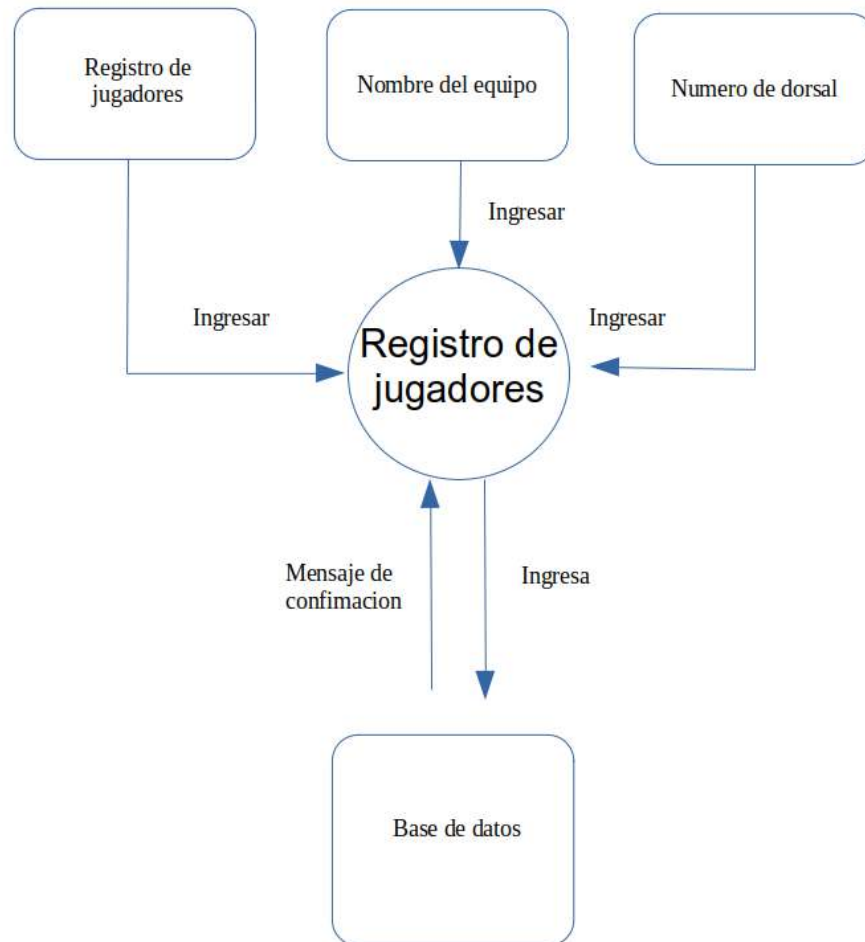 Registro de
jugadores
Nombre del equipo
Numero de dorsal
Ingresar
Ingresar
Ingresar
Registro de
jugadores
Mensaje de
confimacion
Ingresa
Base de datos